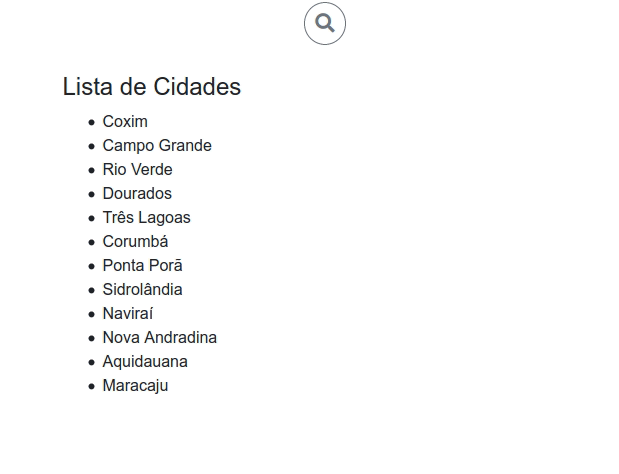 Lista de Cidades
Coxim
Campo Grande
Rio Verde
Dourados
Três Lagoas
Corumbá
Ponta Porã
Sidrolândia
Naviraí
Nova Andradina
Aquidauana
Maracaju